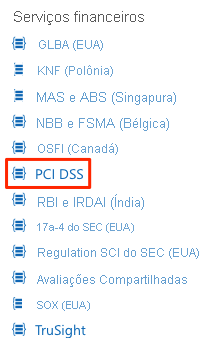 Serviços financeiros
GLBA (EUA)
KNF (Polônia)
MAS e ABS (Singapura)
NBB e FSMA (Bélgica)
OSFI (Canadá)
PCI DSS
RBI e IRDAI (Índia)
17a-4 do SEC (EUA)
Regulation SCI do SEC (EUA)
Avaliações Compartilhadas
SOX (EUA)
TruSight